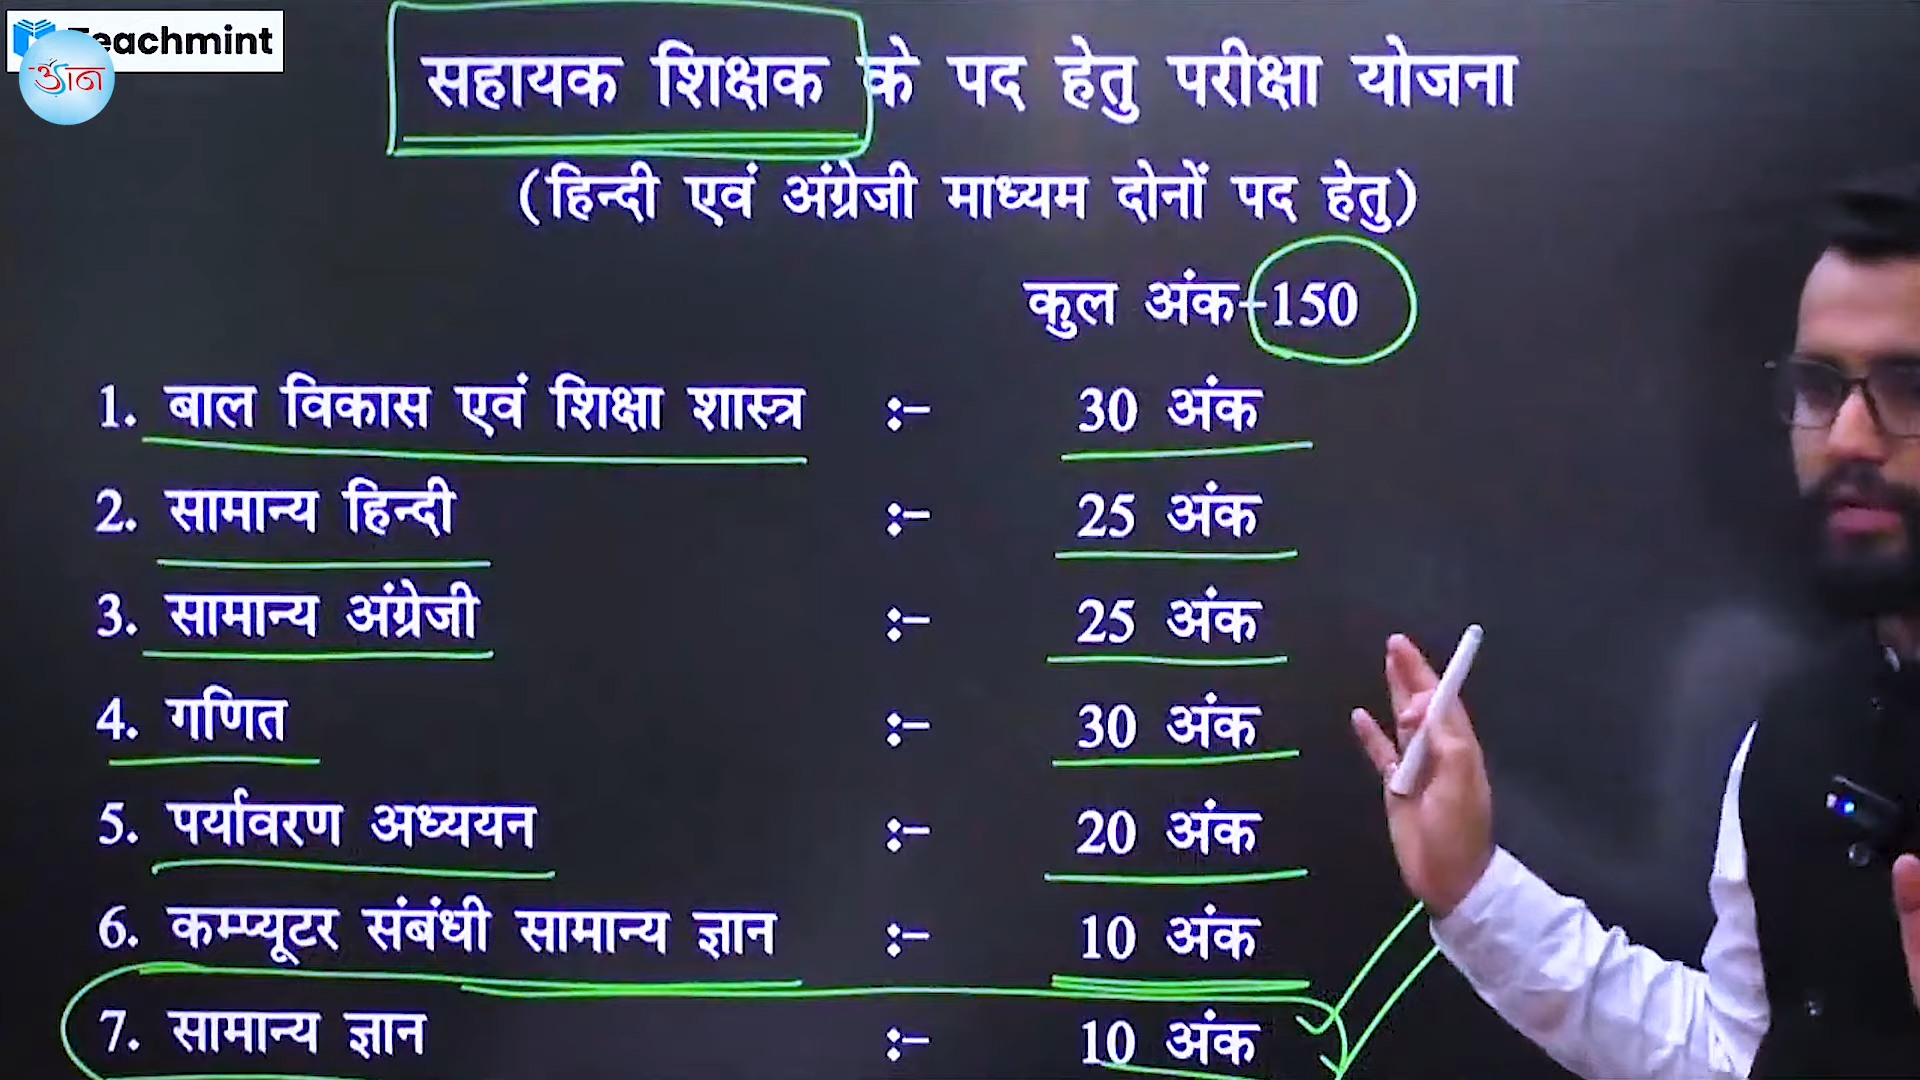 Teachmint
ज्ञान
सहायक शिक्षक के पद हेतु परीक्षा योजना
(हिन्दी एवं अंग्रेजी माध्यम दोनों पद हेतु)
कुल अंक-150
1. बाल विकास एवं शिक्षा शास्त्र :- 30 अंक
2. सामान्य हिन्दी :- 25 अंक
3. सामान्य अंग्रेजी :- 25 अंक
4. गणित :- 30 अंक
5. पर्यावरण अध्ययन :- 20 अंक
6. कम्प्यूटर संबंधी सामान्य ज्ञान :- 10 अंक
7. सामान्य ज्ञान :- 10 अंक